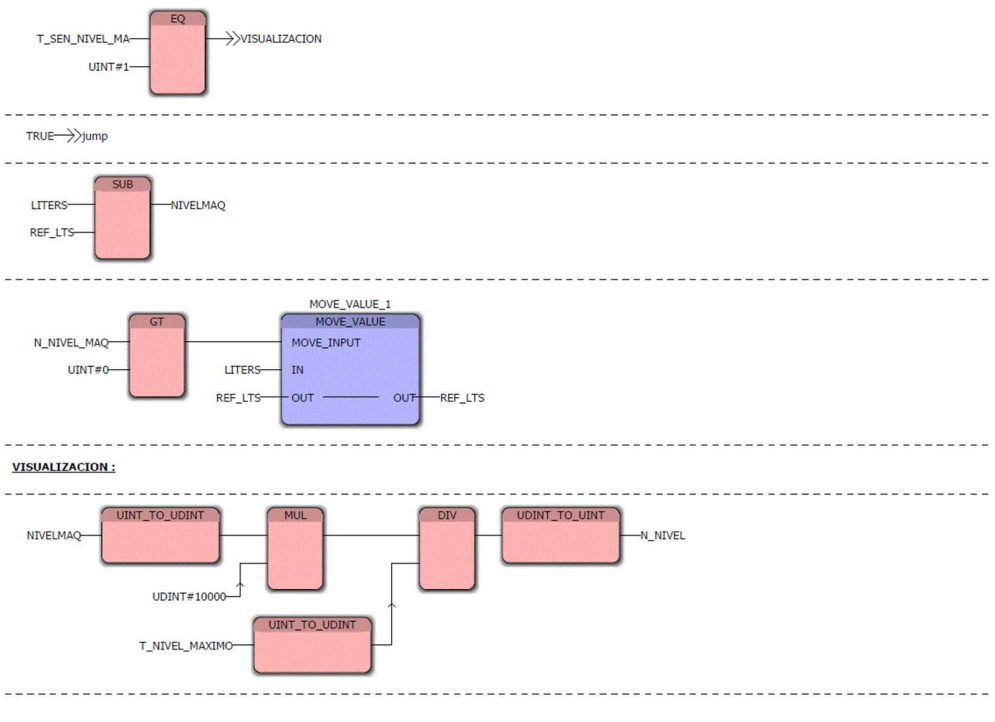 EQ
T_SEN_NIVEL_MA VISUALIZACION
UINT#1
TRUE jump
SUB
LITERS NIVELMAQ
REF_LTS
MOVE_VALUE_1
GT MOVE_VALUE
N_NIVEL_MAQ MOVE_INPUT
UINT#0 LITERS IN
REF_LTS OUT OUT REF_LTS
VISUALIZACION :
UINT_TO_UDINT MUL DIV UDINT_TO_UINT
NIVELMAQ N_NIVEL
UDINT#10000
UINT_TO_UDINT
T_NIVEL_MAXIMO